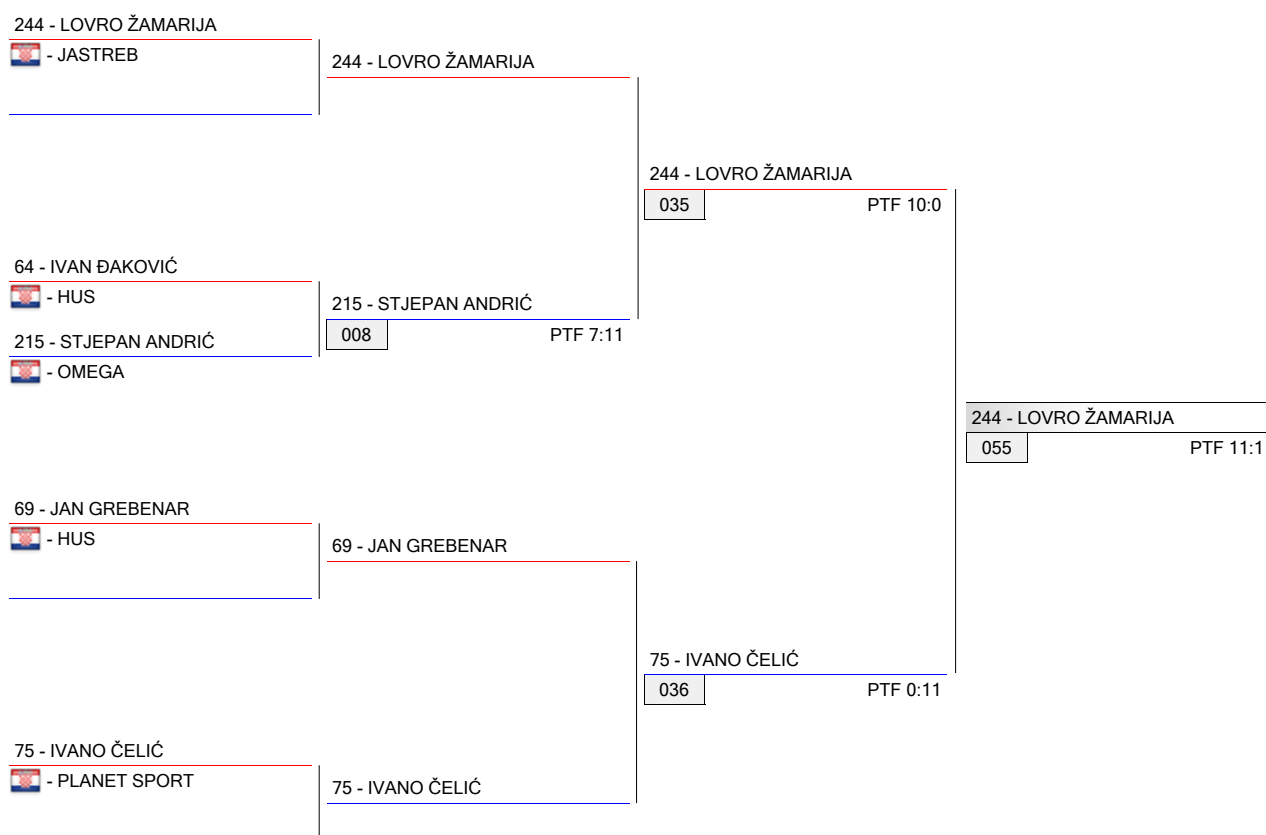 244 - LOVRO ŽAMARIJA
- JASTREB
244 - LOVRO ŽAMARIJA
244 - LOVRO ŽAMARIJA
035 PTF 10:0
64 - IVAN ĐAKOVIĆ
- HUS
215 - STJEPAN ANDRIĆ
008 PTF 7:11
215 - STJEPAN ANDRIĆ
- OMEGA
244 - LOVRO ŽAMARIJA
055 PTF 11:1
69 - JAN GREBENAR
- HUS
69 - JAN GREBENAR
75 - IVANO ČELIĆ
036 PTF 0:11
75 - IVANO ČELIĆ
- PLANET SPORT
75 - IVANO ČELIĆ